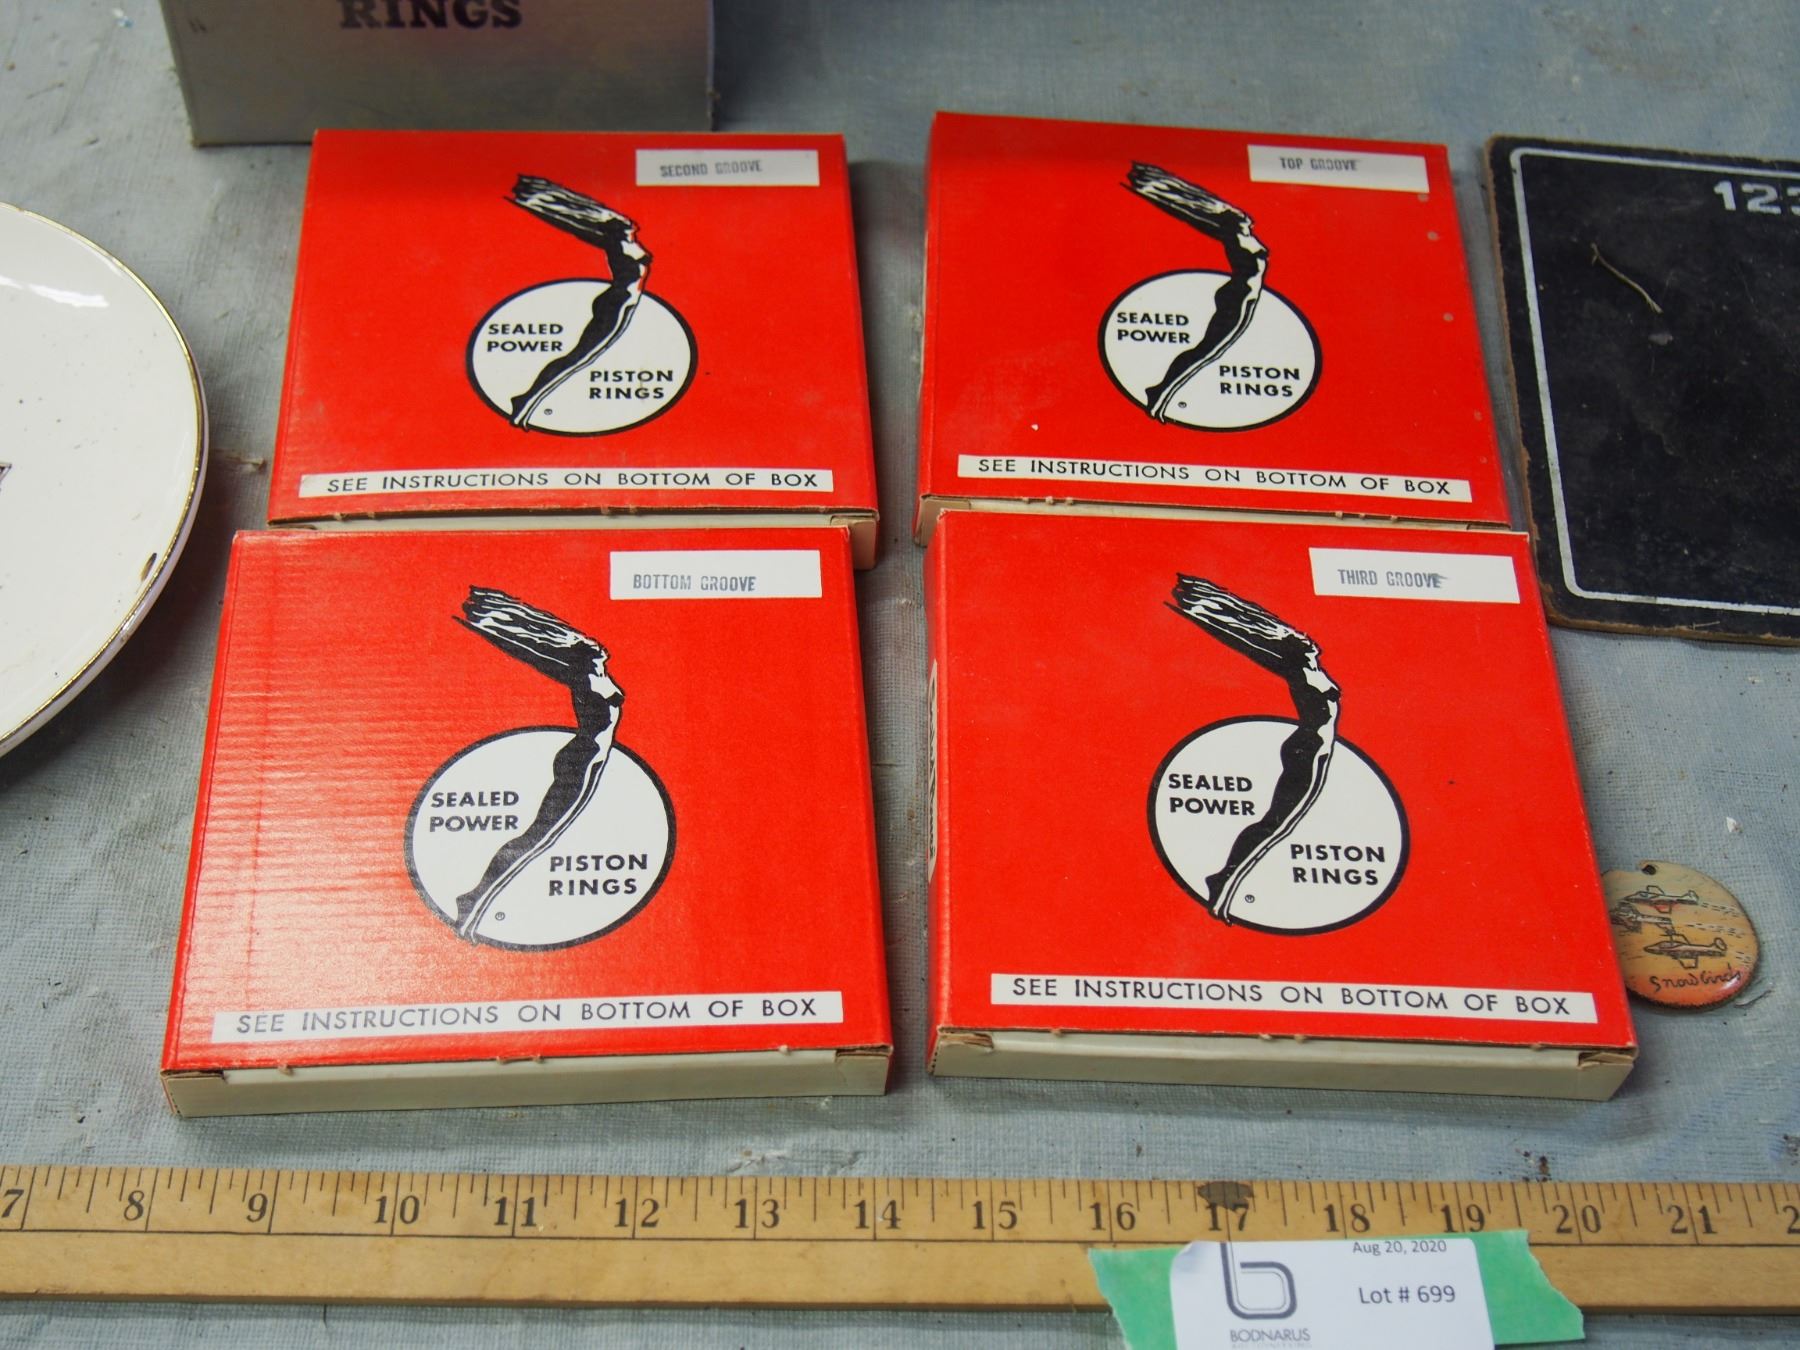 RINGS
SECOND GROOVE
SEALED
POWER
PISTON
RINGS
®
SEE INSTRUCTIONS ON BOTTOM OF BOX
TOP GROOVE
SEALED
POWER
PISTON
RINGS
®
SEE INSTRUCTIONS ON BOTTOM OF BOX
123
BOTTOM GROOVE
SEALED
POWER
PISTON
RINGS
®
SEE INSTRUCTIONS ON BOTTOM OF BOX
THIRD GROOVE
SEALED
POWER
PISTON
RINGS
®
SEE INSTRUCTIONS ON BOTTOM OF BOX
Snowbirds
7 8 9 10 11 12 13 14 15 16 17 18 19 20 21 2
Aug 20, 2020
Lot # 699
b
BODNARUS